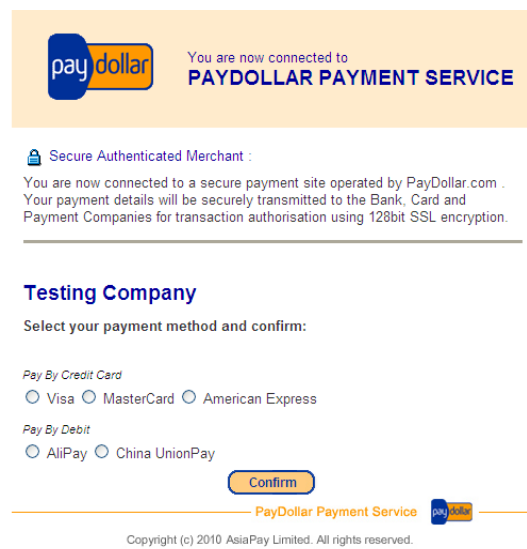 pay dollar
You are now connected to
PAYDOLLAR PAYMENT SERVICE
Secure Authenticated Merchant :
You are now connected to a secure payment site operated by PayDollar.com .
Your payment details will be securely transmitted to the Bank, Card and
Payment Companies for transaction authorisation using 128bit SSL encryption.
Testing Company
Select your payment method and confirm:
Pay By Credit Card
Visa MasterCard American Express
Pay By Debit
AliPay China UnionPay
Confirm
PayDollar Payment Service pay dollar
Copyright (c) 2010 AsiaPay Limited. All rights reserved.